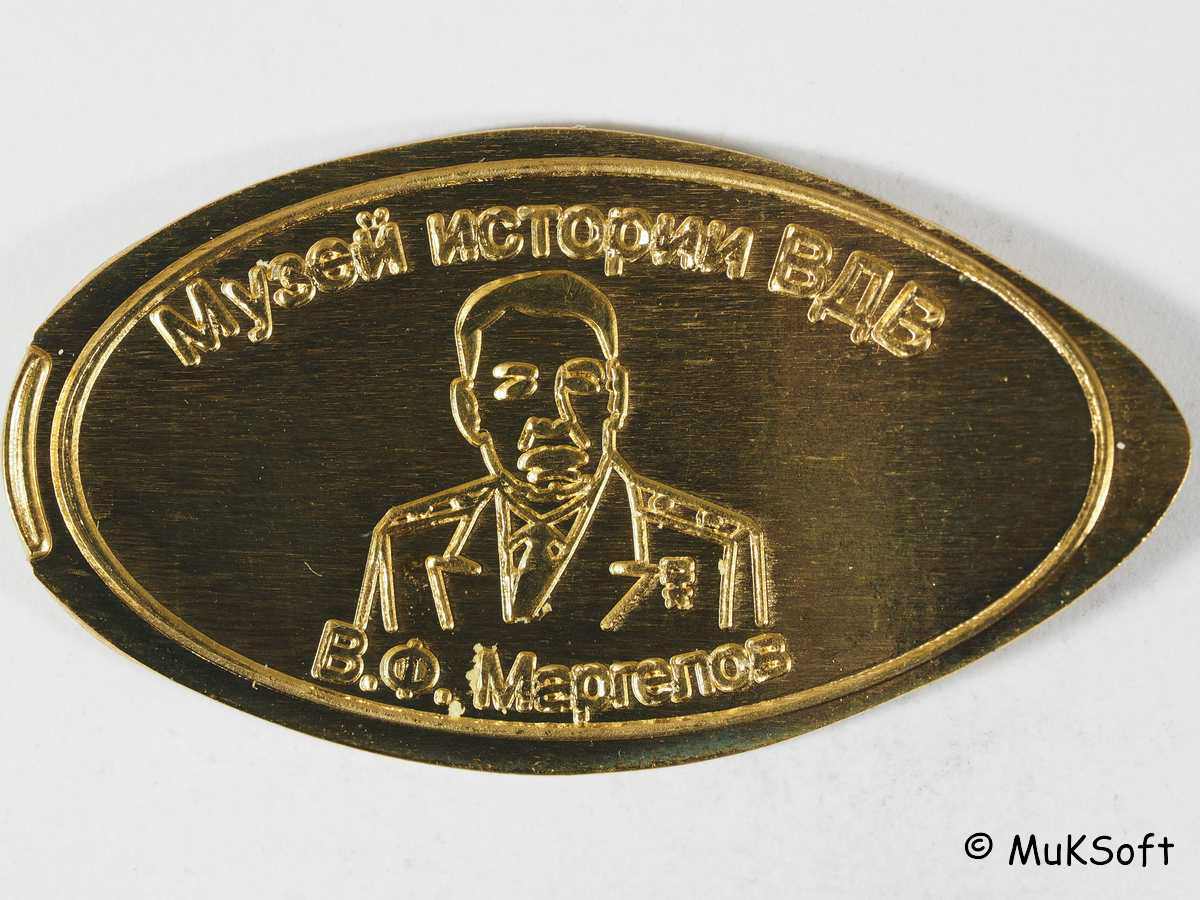 Музей истории ВДВ
В.Ф. Маргелов
© MuKSoft